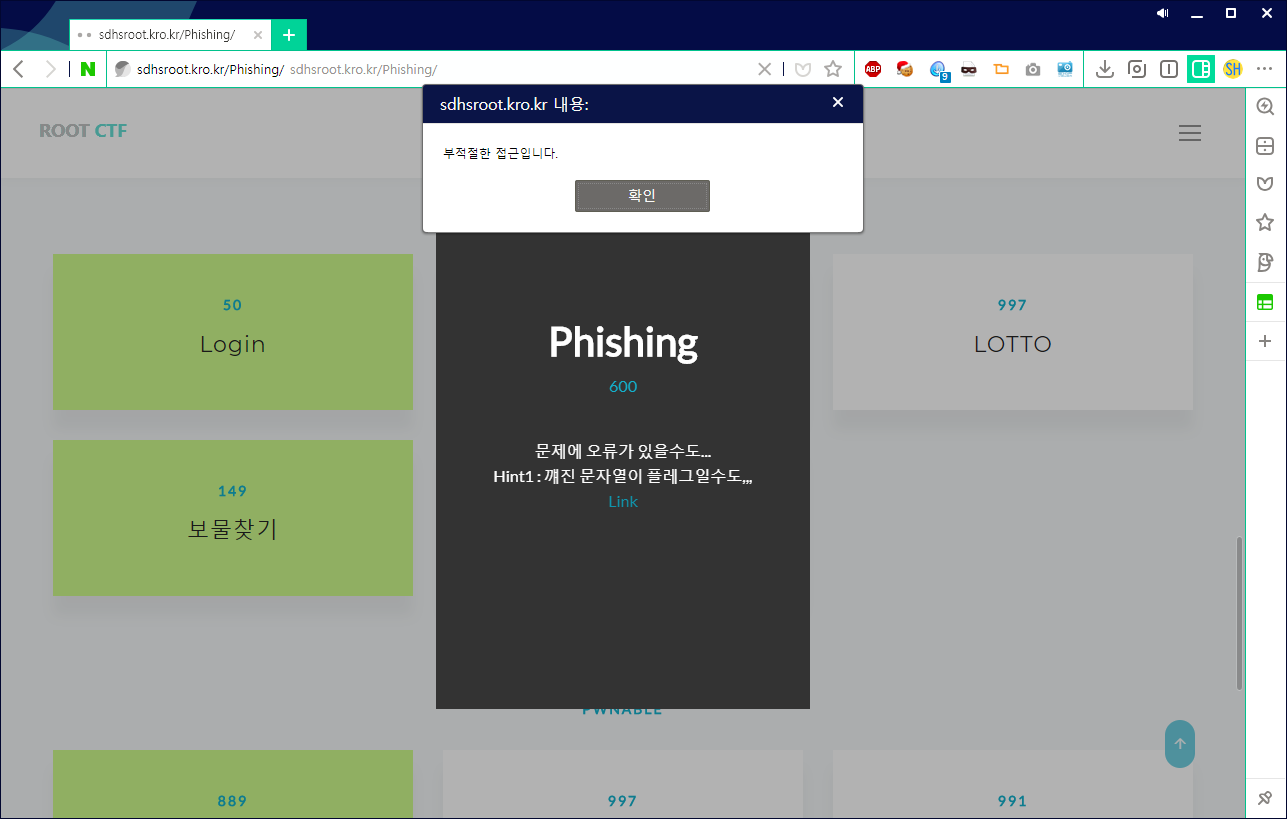 sdhsroot.kro.kr/Phishing/
N sdhsroot.kro.kr/Phishing/ sdhsroot.kro.kr/Phishing/ ABP 9 SH
sdhsroot.kro.kr 내용:
ROOT CTF
부적절한 접근입니다.
확인
50
Login
Phishing
600
문제에 오류가 있을수도...
Hint1 : 깨진 문자열이 플레그일수도,,,
Link
997
LOTTO
149
보물찾기
PWNABLE
889
997
991